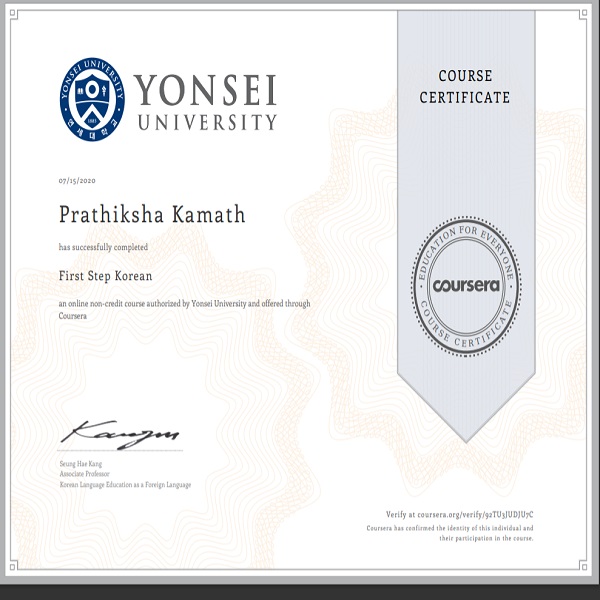 YONSEI UNIVERSITY
연세대학교
1885
YONSEI
UNIVERSITY
COURSE
CERTIFICATE
07/15/2020
Prathiksha Kamath
has successfully completed
First Step Korean
an online non-credit course authorized by Yonsei University and offered through
Coursera
EDUCATION FOR EVERYONE
coursera
COURSE CERTIFICATE
Seung Hae Kang
Associate Professor
Korean Language Education as a Foreign Language
Verify at coursera.org/verify/92TU3JUDJU7C
Coursera has confirmed the identity of this individual and
their participation in the course.